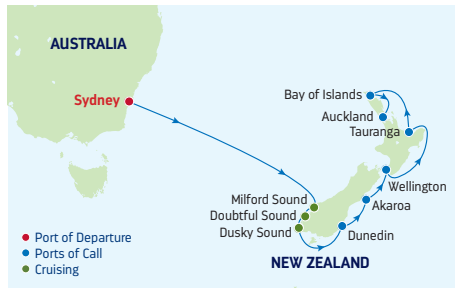 AUSTRALIA
Sydney
Bay of Islands
Auckland
Tauranga
Wellington
Milford Sound
Akaroa
Doubtful Sound
Dusky Sound
Dunedin
NEW ZEALAND
Port of Departure
Ports of Call
Cruising